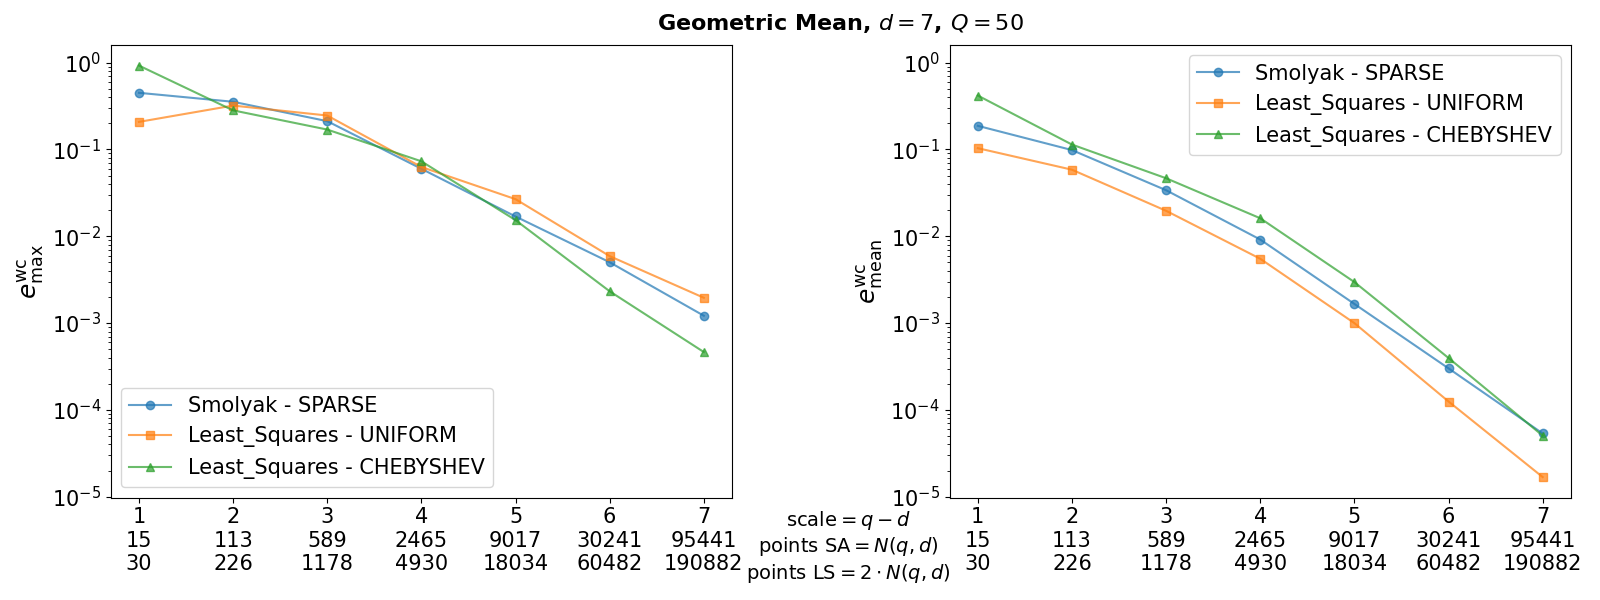 Geometric Mean, d = 7, Q = 50
e_max^wc
10^0
10^-1
10^-2
10^-3
10^-4
10^-5
Smolyak - SPARSE
Least_Squares - UNIFORM
Least_Squares - CHEBYSHEV
1 2 3 4 5 6 7
15 113 589 2465 9017 30241 95441
30 226 1178 4930 18034 60482 190882
scale = q − d
points SA = N(q, d)
points LS = 2 · N(q, d)
e_mean^wc
10^0
10^-1
10^-2
10^-3
10^-4
10^-5
Smolyak - SPARSE
Least_Squares - UNIFORM
Least_Squares - CHEBYSHEV
1 2 3 4 5 6 7
15 113 589 2465 9017 30241 95441
30 226 1178 4930 18034 60482 190882